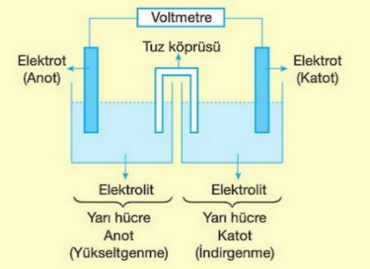 Voltmetre
Tuz köprüsü
Elektrot
(Anot)
Elektrot
(Katot)
Elektrolit
Elektrolit
Yarı hücre
Anot
(Yükseltgenme)
Yarı hücre
Katot
(İndirgenme)